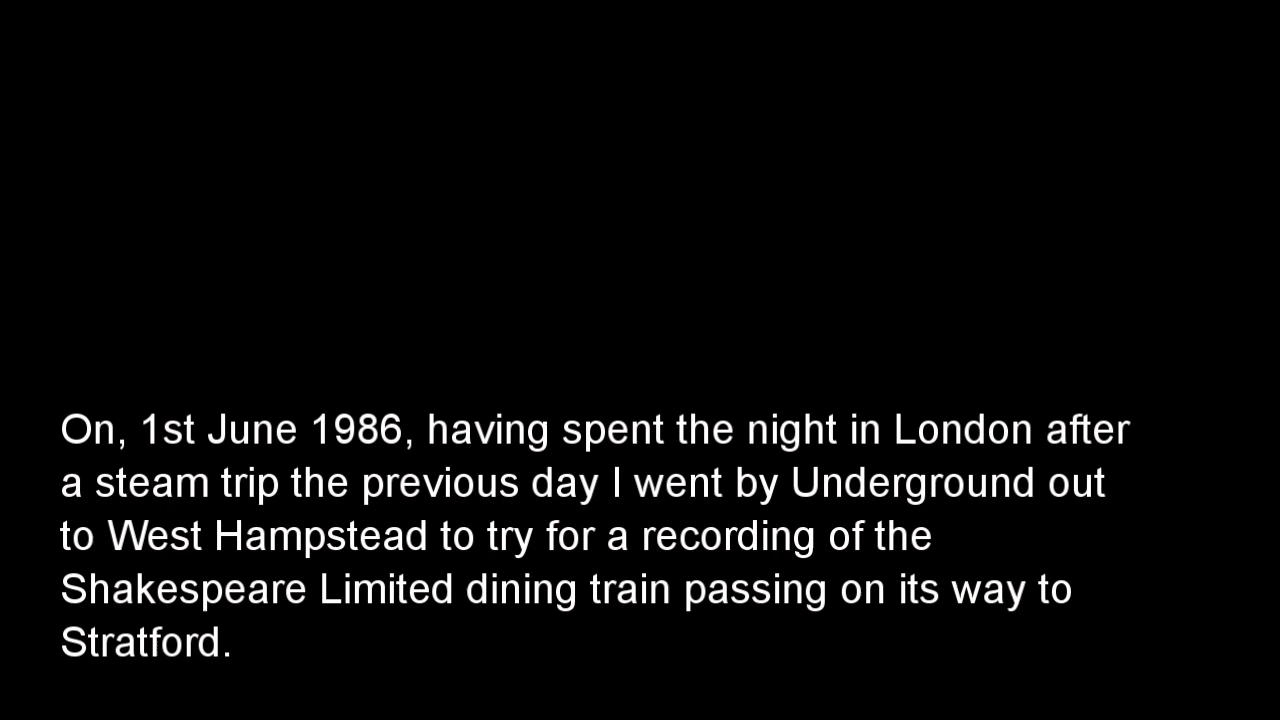 On, 1st June 1986, having spent the night in London after
a steam trip the previous day I went by Underground out
to West Hampstead to try for a recording of the
Shakespeare Limited dining train passing on its way to
Stratford.